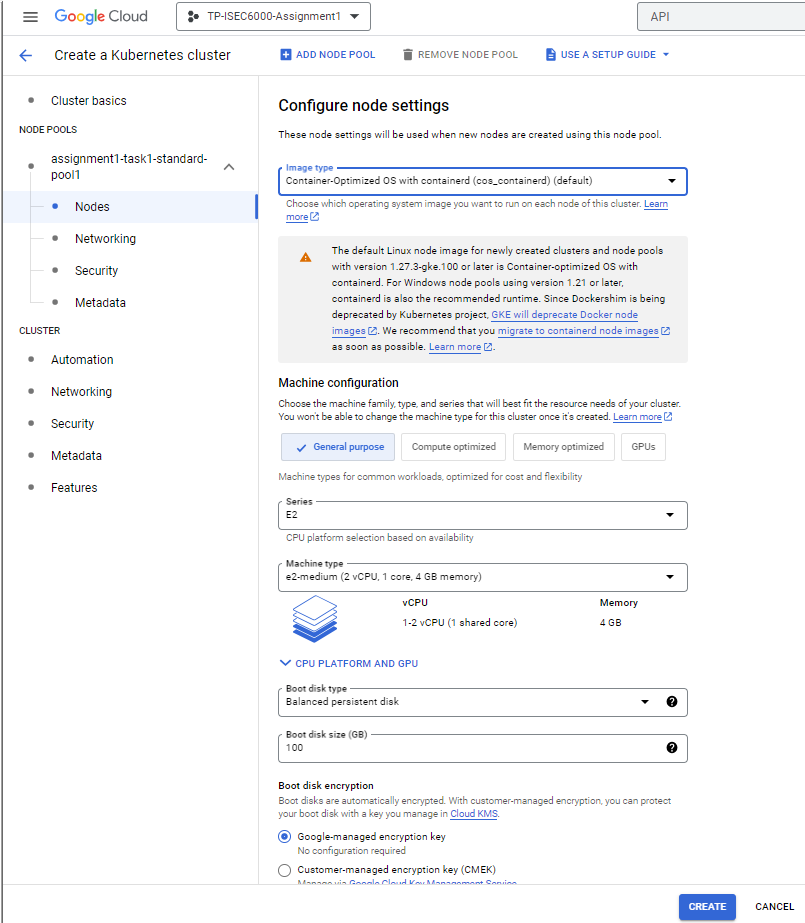 Google Cloud
TP-ISEC6000-Assignment1
API
Create a Kubernetes cluster
ADD NODE POOL
REMOVE NODE POOL
USE A SETUP GUIDE
Cluster basics
NODE POOLS
assignment1-task1-standard-
pool1
Nodes
Networking
Security
Metadata
CLUSTER
Automation
Networking
Security
Metadata
Features
Configure node settings
These node settings will be used when new nodes are created using this node pool.
Image type
Container-Optimized OS with containerd (cos_containerd) (default)
Choose which operating system image you want to run on each node of this cluster. Learn
more
The default Linux node image for newly created clusters and node pools
with version 1.27.3-gke.100 or later is Container-optimized OS with
containerd. For Windows node pools using version 1.21 or later,
containerd is also the recommended runtime. Since Dockershim is being
deprecated by Kubernetes project, GKE will deprecate Docker node
images. We recommend that you migrate to containerd node images
as soon as possible. Learn more.
Machine configuration
Choose the machine family, type, and series that will best fit the resource needs of your cluster.
You won't be able to change the machine type for this cluster once it's created. Learn more
General purpose
Compute optimized
Memory optimized
GPUs
Machine types for common workloads, optimized for cost and flexibility
Series
E2
CPU platform selection based on availability
Machine type
e2-medium (2 vCPU, 1 core, 4 GB memory)
vCPU
Memory
1-2 vCPU (1 shared core)
4 GB
CPU PLATFORM AND GPU
Boot disk type
Balanced persistent disk
Boot disk size (GB)
100
Boot disk encryption
Boot disks are automatically encrypted. With customer-managed encryption, you can protect
your boot disk with a key you manage in Cloud KMS.
Google-managed encryption key
No configuration required
Customer-managed encryption key (CMEK)
Manage via Google Cloud Key Management Service
CREATE
CANCEL